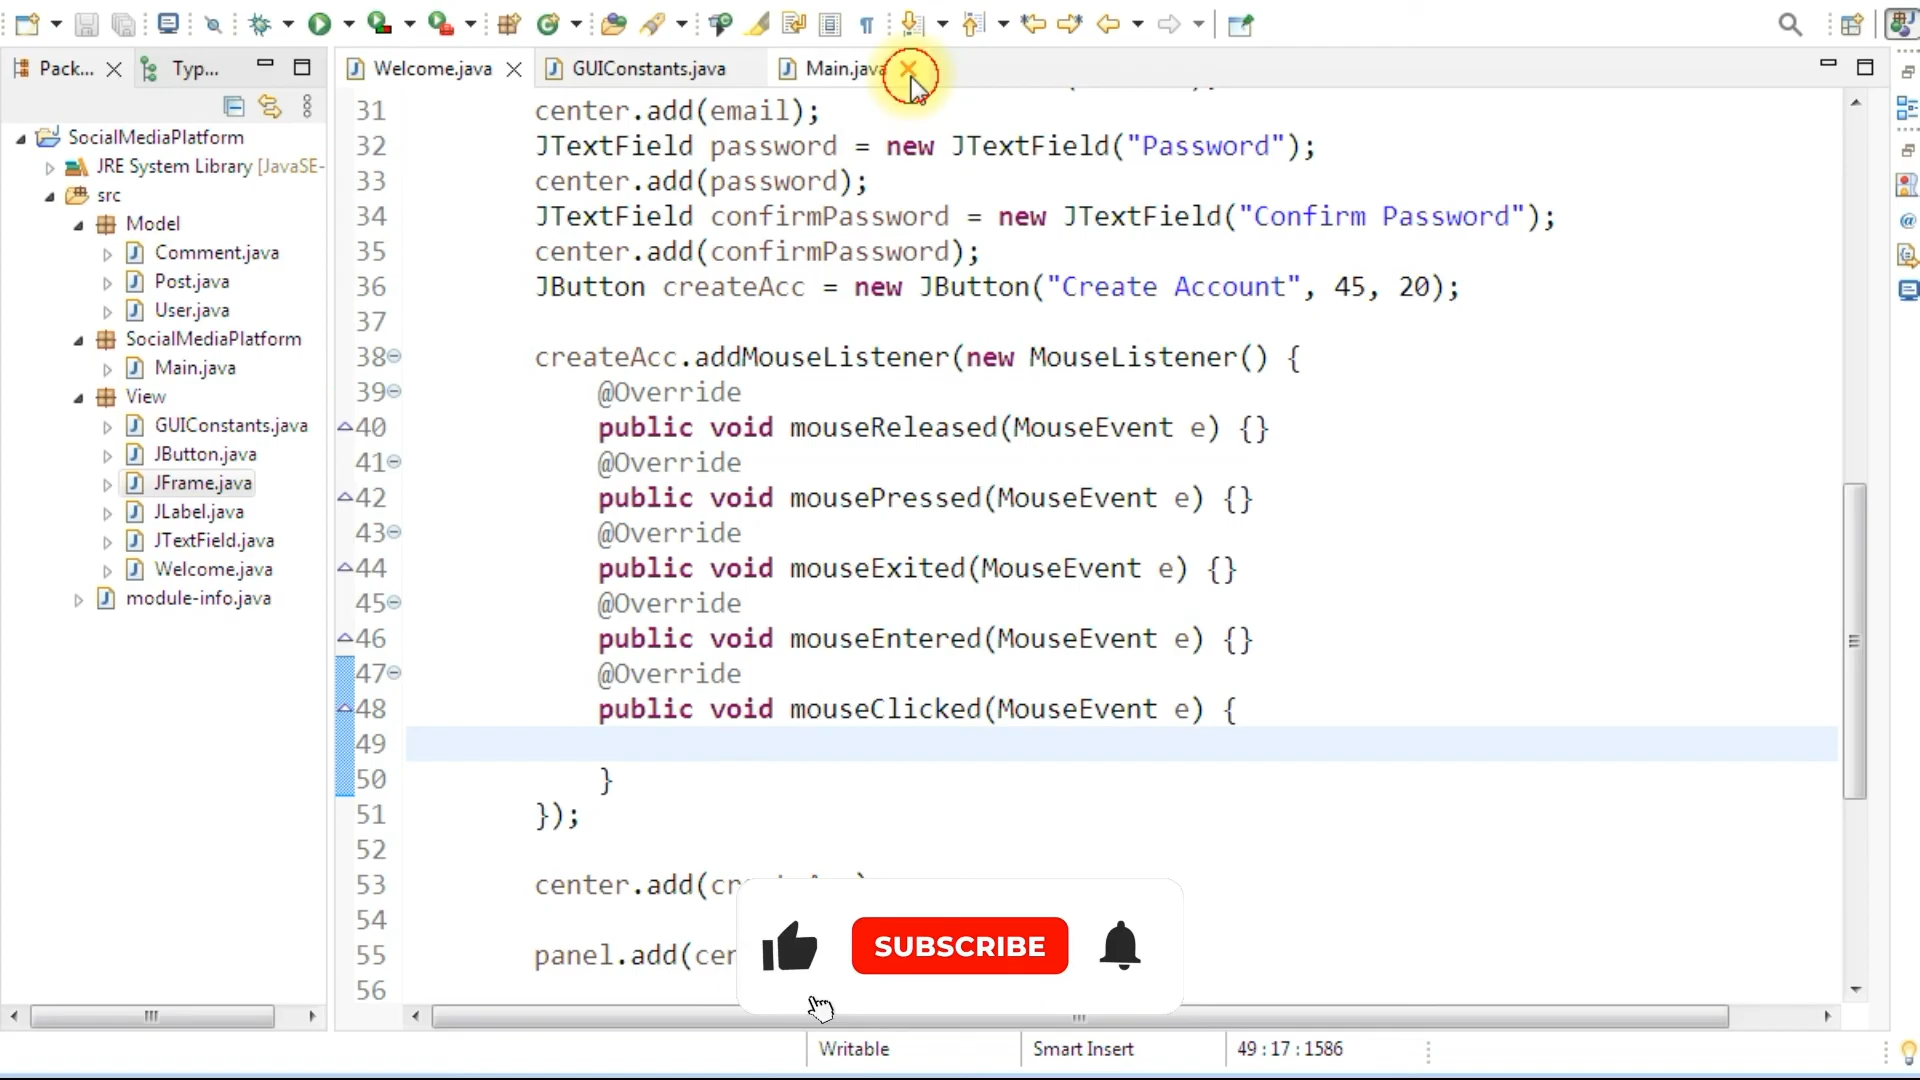 Pack...
Typ...
Welcome.java
GUIConstants.java
Main.java
SocialMediaPlatform
JRE System Library [JavaSE-
src
Model
Comment.java
Post.java
User.java
SocialMediaPlatform
Main.java
View
GUIConstants.java
JButton.java
JFrame.java
JLabel.java
JTextField.java
Welcome.java
module-info.java
31 center.add(email);
32 JTextField password = new JTextField("Password");
33 center.add(password);
34 JTextField confirmPassword = new JTextField("Confirm Password");
35 center.add(confirmPassword);
36 JButton createAcc = new JButton("Create Account", 45, 20);
37
38 createAcc.addMouseListener(new MouseListener() {
39 @Override
40 public void mouseReleased(MouseEvent e) {}
41 @Override
42 public void mousePressed(MouseEvent e) {}
43 @Override
44 public void mouseExited(MouseEvent e) {}
45 @Override
46 public void mouseEntered(MouseEvent e) {}
47 @Override
48 public void mouseClicked(MouseEvent e) {
49
50 }
51 });
52
53 center.add(
54
55 panel.add(cen
56
SUBSCRIBE
Writable
Smart Insert
49 : 17 : 1586